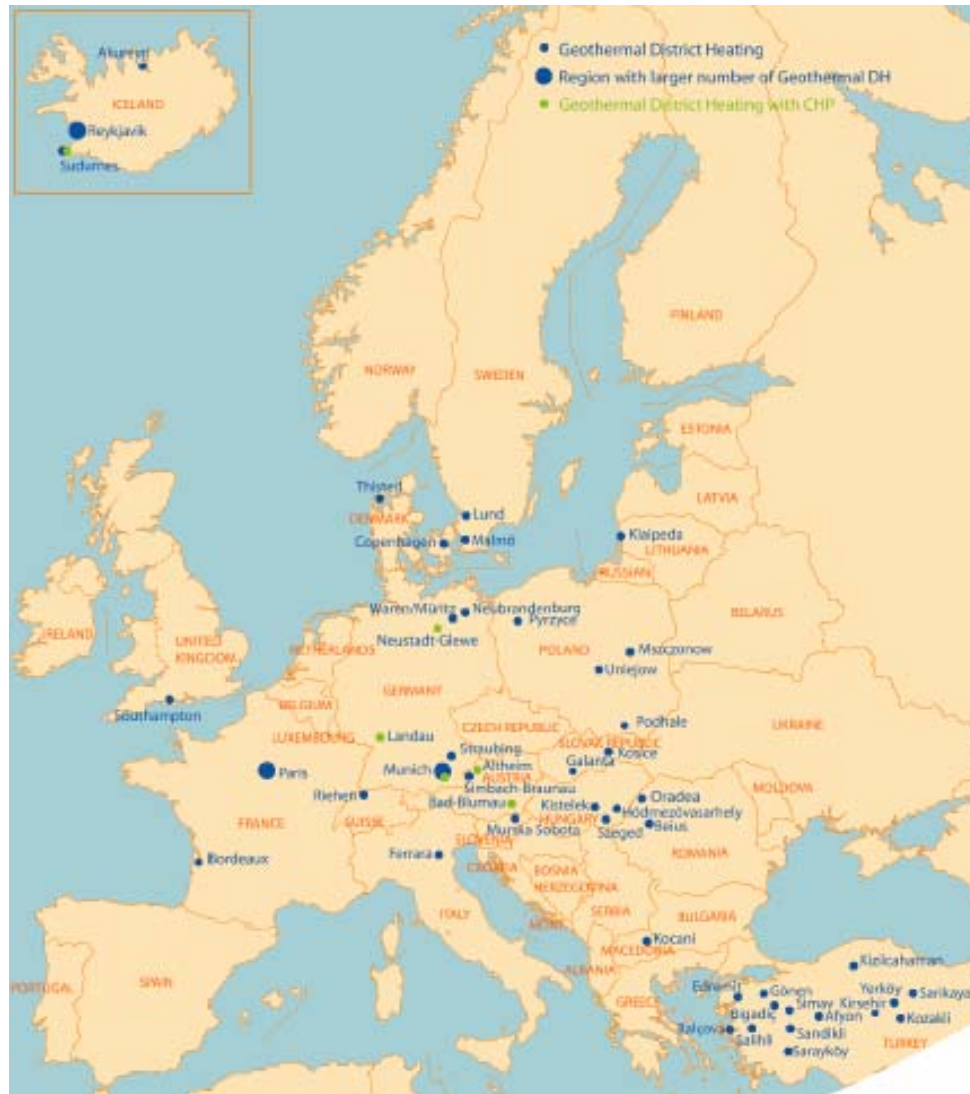 Akureyri
ICELAND
Reykjavik
Sudurnes
Geothermal District Heating
Region with larger number of Geothermal DH
Geothermal District Heating with CHP
FINLAND
NORWAY
SWEDEN
ESTONIA
LATVIA
Thisted
DENMARK
Lund
Copenhagen
Malmö
Klaipeda
LITHUANIA
RUSSIAN
Waren/Müritz
Neubrandenburg
Pyrzyce
BELARUS
IRELAND
UNITED
KINGDOM
NETHERLANDS
Neustadt-Glewe
POLAND
Mszczonow
Uniejow
GERMANY
Southampton
BELGIUM
LUXEMBOURG
CZECH REPUBLIC
Podhale
UKRAINE
Landau
SLOVAK REPUBLIC
Kosice
Straubing
Galanta
Paris
Munich
Altheim
AUSTRIA
Simbach-Braunau
MOLDOVA
Riehen
Bad-Blumau
Kistelek
Oradea
Hódmezövasarhely
FRANCE
SUISSE
Murska Sobota
HUNGARY
Szeged
Beius
SLOVENIA
ROMANIA
Bordeaux
Ferrara
CROATIA
BOSNIA
HERZEGOVINA
ITALY
SERBIA
BULGARIA
MONT.
Kocani
MACEDONIA
ALBANIA
Kizilcahaman
PORTUGAL
SPAIN
GREECE
Edremit
Gönen
Yerköy
Sarikaya
Bigadiç
Simav
Kirsehir
Kozakli
Balçova
Afyon
Salihli
Sandikli
TURKEY
Sarayköy